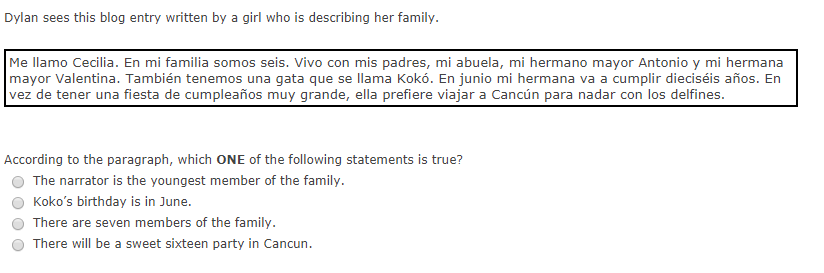 Dylan sees this blog entry written by a girl who is describing her family.
Me llamo Cecilia. En mi familia somos seis. Vivo con mis padres, mi abuela, mi hermano mayor Antonio y mi hermana
mayor Valentina. También tenemos una gata que se llama Kokó. En junio mi hermana va a cumplir dieciséis años. En
vez de tener una fiesta de cumpleaños muy grande, ella prefiere viajar a Cancún para nadar con los delfines.
According to the paragraph, which ONE of the following statements is true?
The narrator is the youngest member of the family.
Koko's birthday is in June.
There are seven members of the family.
There will be a sweet sixteen party in Cancun.